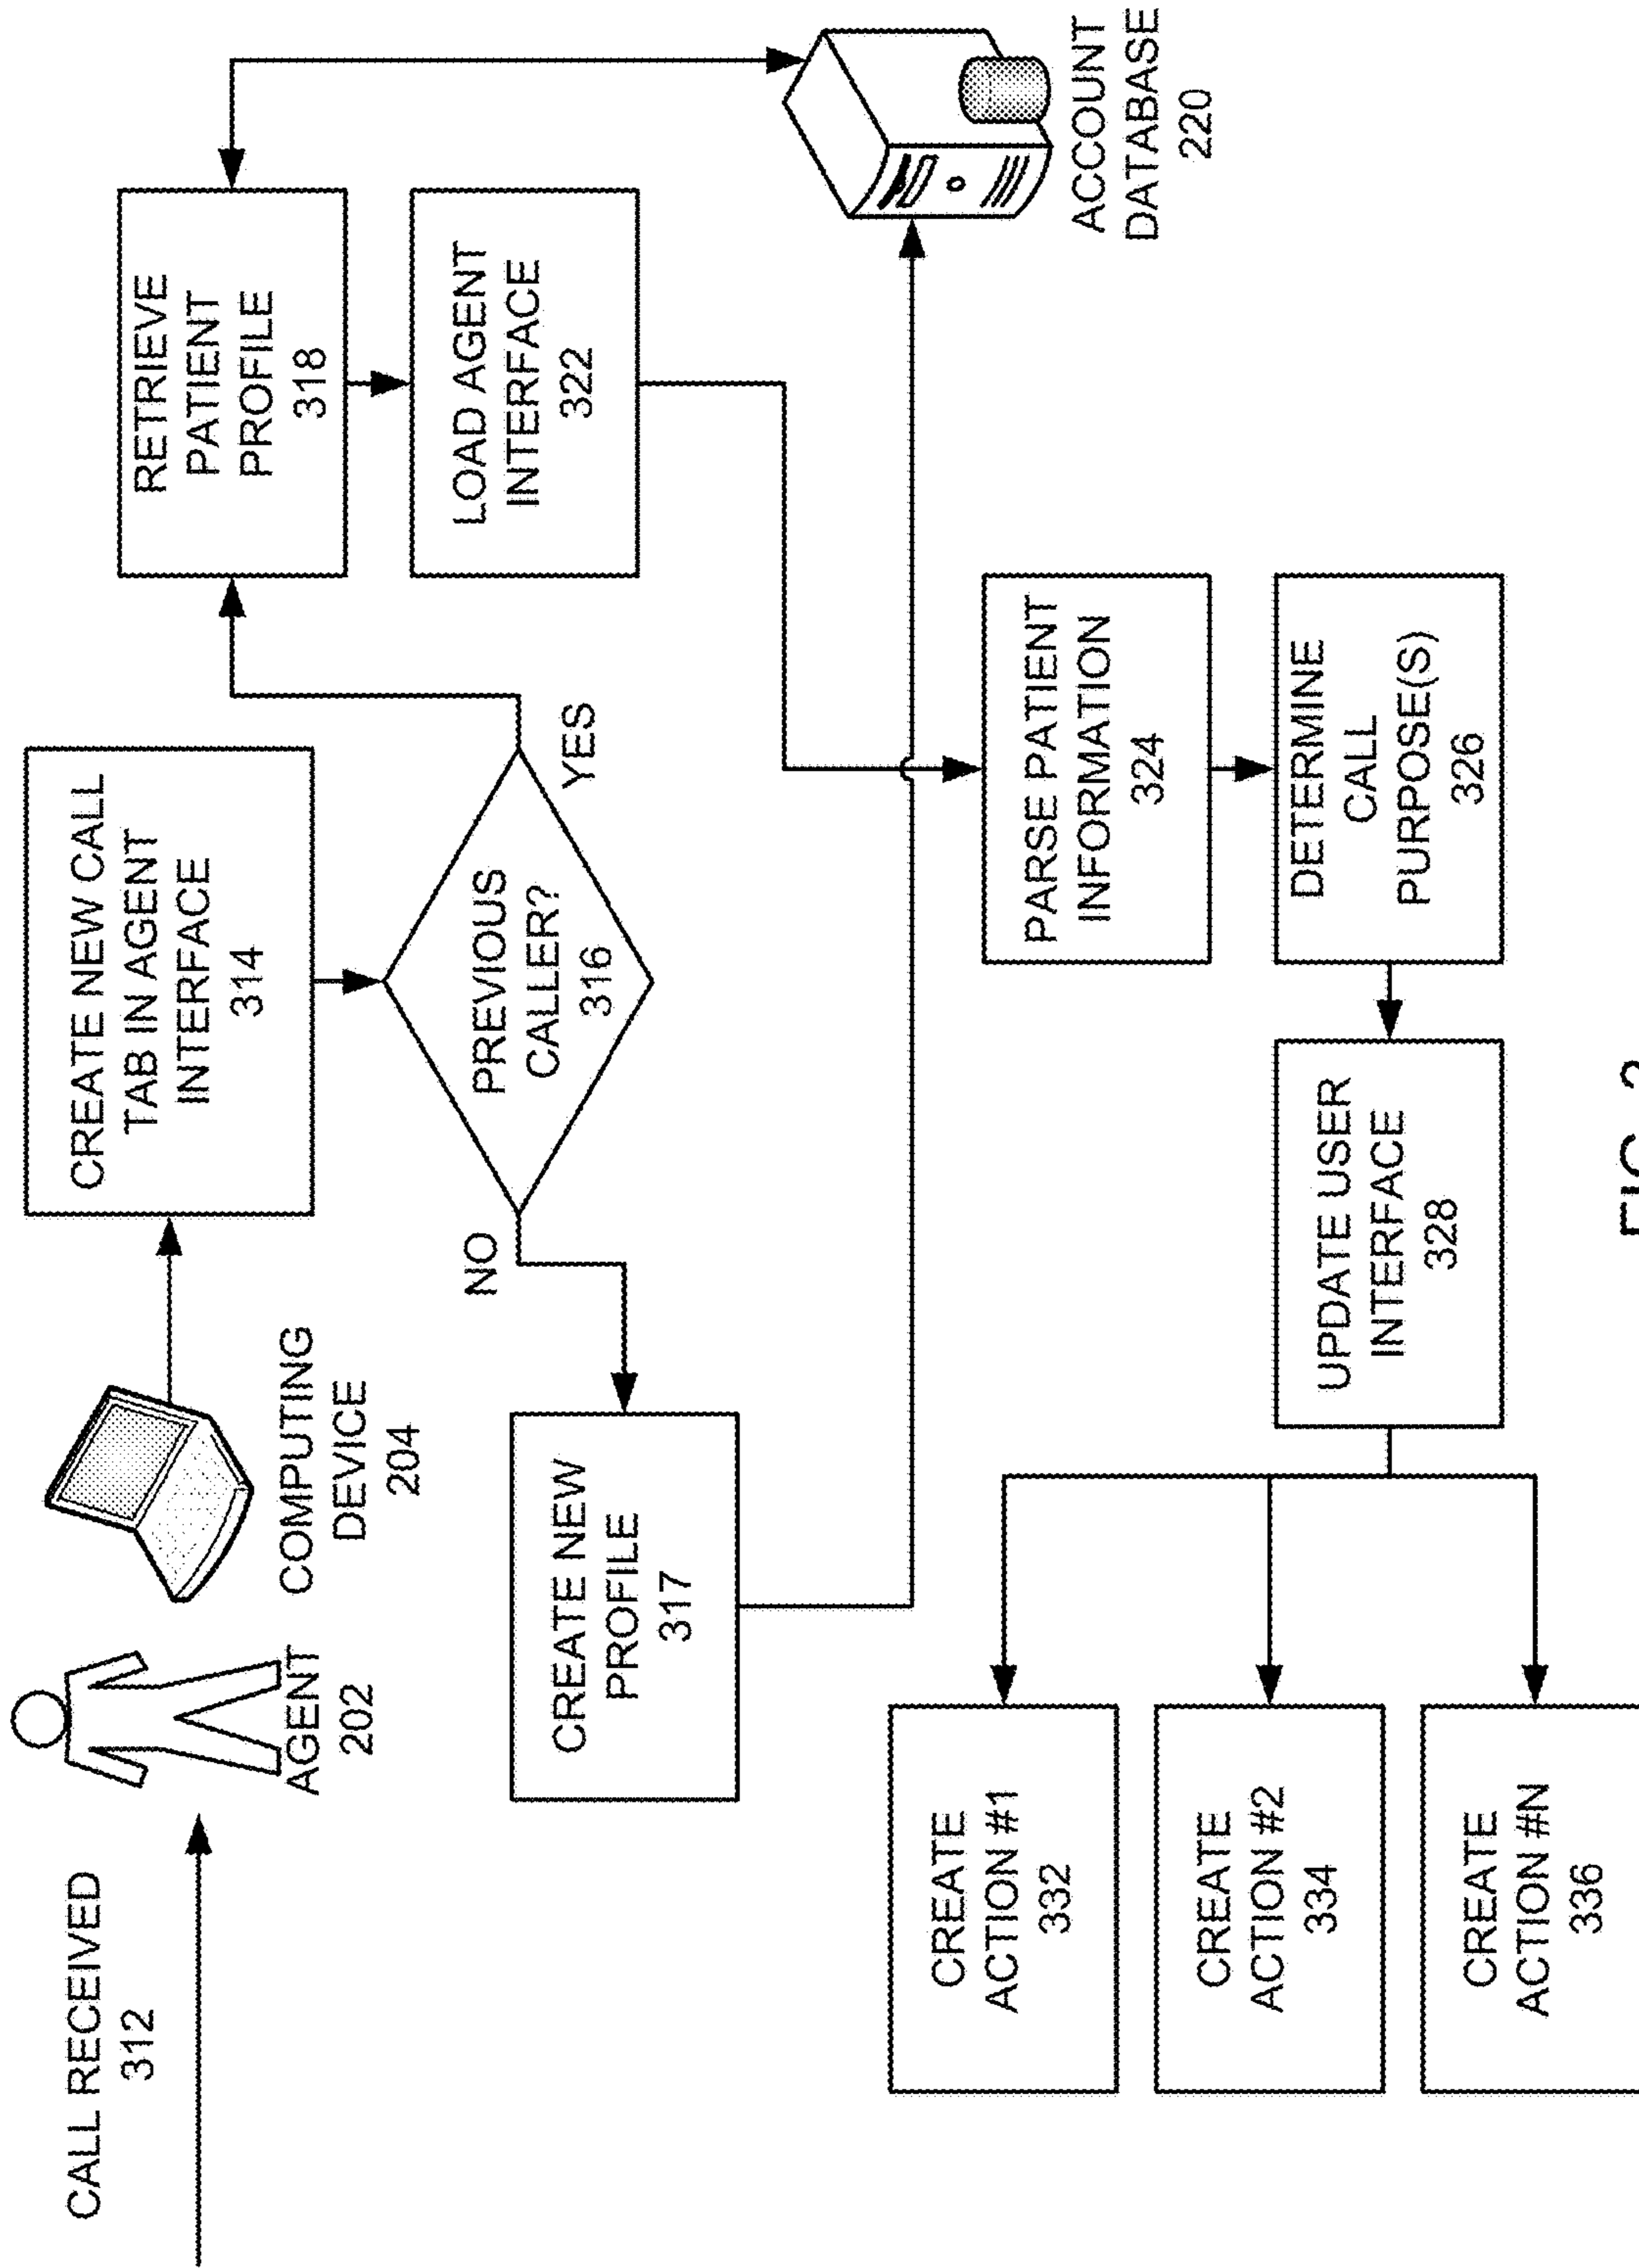 CALL RECEIVED
312
AGENT
202
COMPUTING
DEVICE
204
CREATE NEW CALL
TAB IN AGENT
INTERFACE
314
PREVIOUS
CALLER?
316
NO
YES
CREATE NEW
PROFILE
317
RETRIEVE
PATIENT
PROFILE
318
LOAD AGENT
INTERFACE
322
ACCOUNT
DATABASE
220
PARSE PATIENT
INFORMATION
324
DETERMINE
CALL
PURPOSE(S)
326
UPDATE USER
INTERFACE
328
CREATE
ACTION #1
332
CREATE
ACTION #2
334
CREATE
ACTION #N
336
FIG.